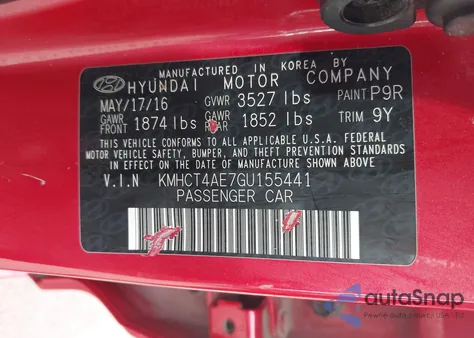 MANUFACTURED IN KOREA BY
HYUNDAI MOTOR COMPANY
MAY/17/16 GVWR 3527 lbs PAINT P9R
GAWR FRONT 1874 lbs GAWR REAR 1852 lbs TRIM 9Y
THIS VEHICLE CONFORMS TO ALL APPLICABLE U.S.A. FEDERAL
MOTOR VEHICLE SAFETY, BUMPER, AND THEFT PREVENTION STANDARDS
IN EFFECT ON THE DATE OF MANUFACTURE SHOWN ABOVE.
V.I.N KMHCT4AE7GU155441
PASSENGER CAR
autoSnap